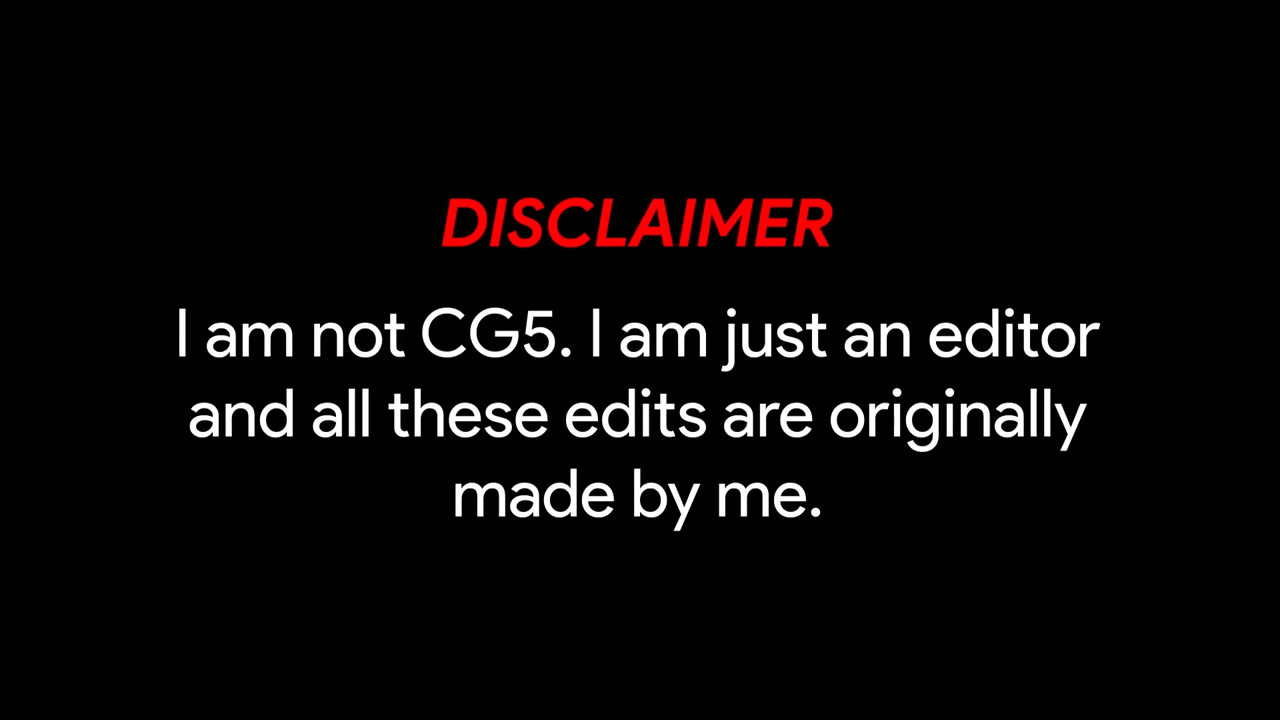 DISCLAIMER
I am not CG5. I am just an editor
and all these edits are originally
made by me.